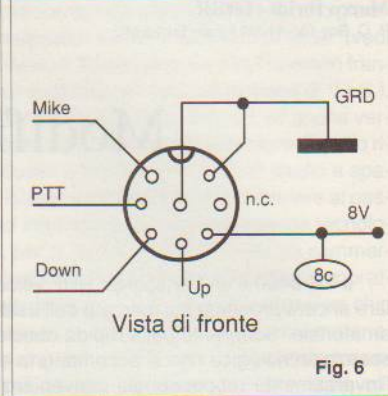 Mike
GRD
PTT
n.c.
8V
Down
8c
Up
Vista di fronte
Fig. 6